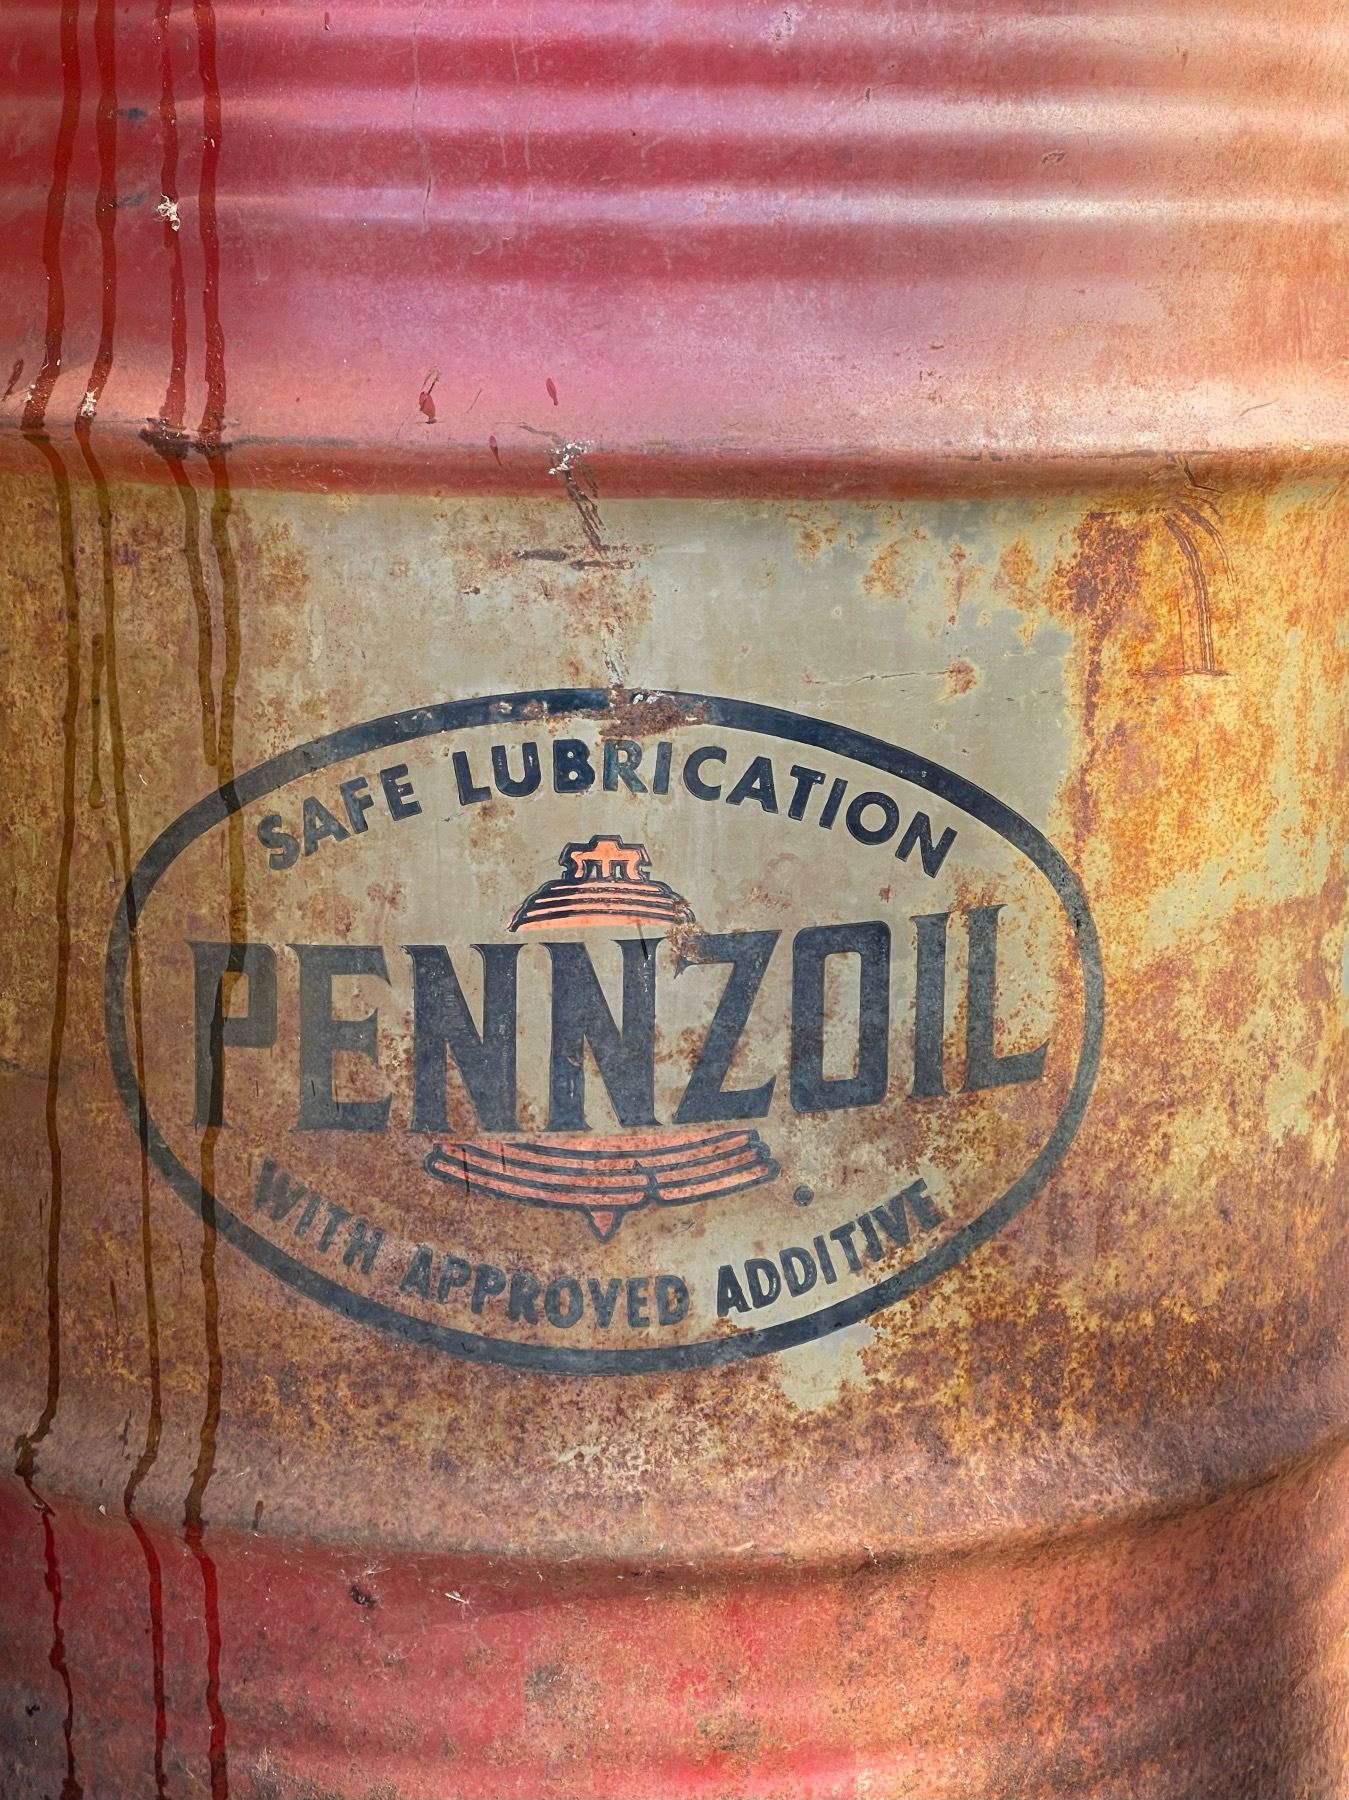 SAFE LUBRICATION
PENNZOIL
®
WITH APPROVED ADDITIVE